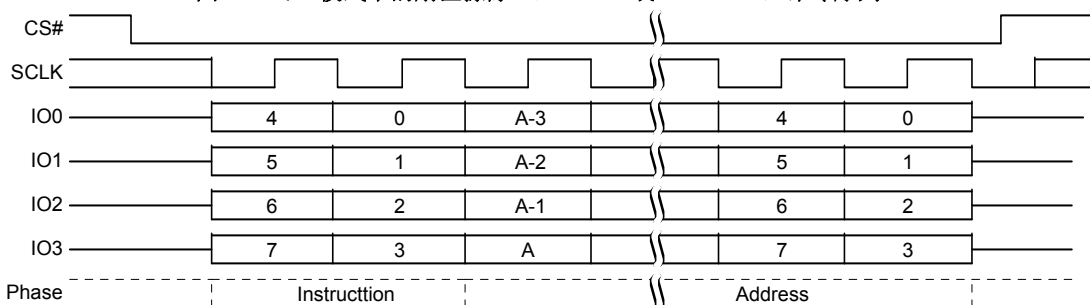 CS#
SCLK
IO0 4 0 A-3 4 0
IO1 5 1 A-2 5 1
IO2 6 2 A-1 6 2
IO3 7 3 A 7 3
Phase Instructtion Address